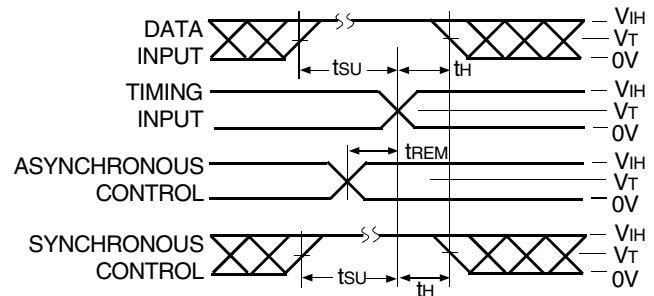 DATA INPUT
VIH
VT
0V
tSU
tH
TIMING INPUT
VIH
VT
0V
tREM
ASYNCHRONOUS CONTROL
VIH
VT
0V
SYNCHRONOUS CONTROL
VIH
VT
0V
tSU
tH